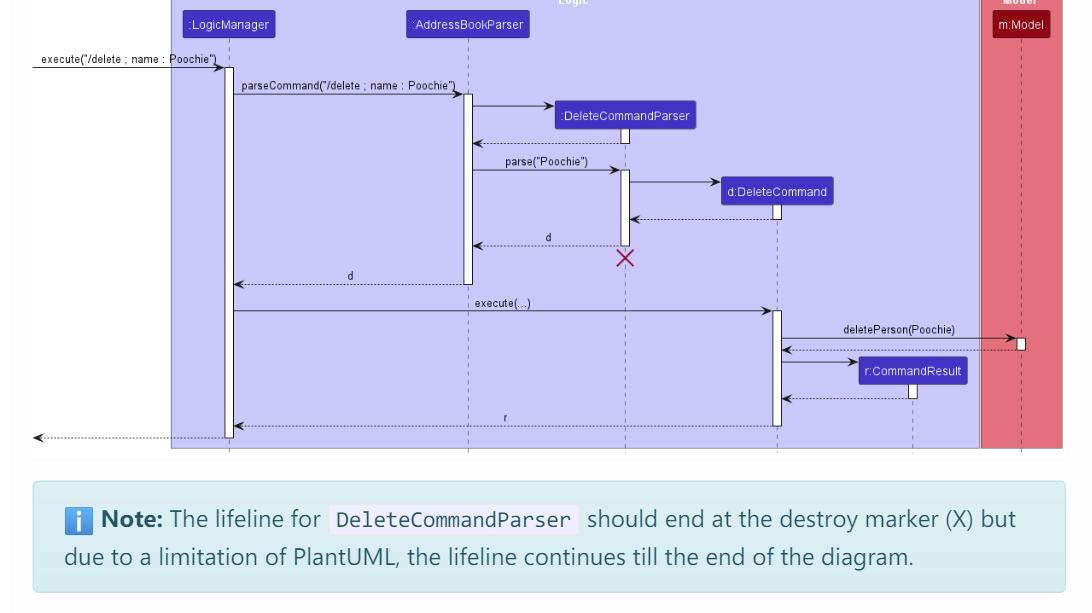 Logic
Model
:LogicManager
:AddressBookParser
m:Model
execute("/delete ; name : Poochie")
parseCommand("/delete ; name : Poochie")
:DeleteCommandParser
parse("Poochie")
d:DeleteCommand
d
d
execute(...)
deletePerson(Poochie)
r:CommandResult
r
Note: The lifeline for DeleteCommandParser should end at the destroy marker (X) but
due to a limitation of PlantUML, the lifeline continues till the end of the diagram.